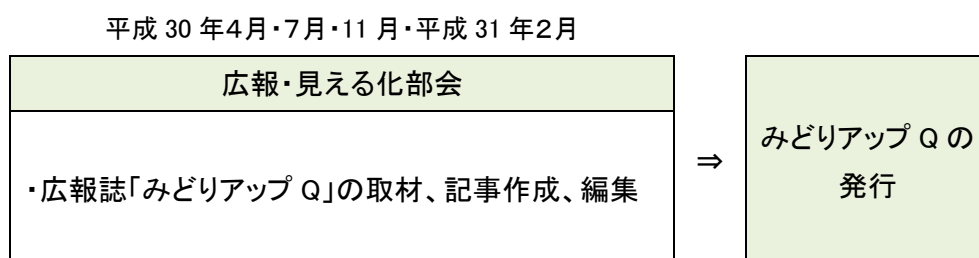 平成 30 年4月・7月・11 月・平成 31 年2月
広報・見える化部会
・広報誌「みどりアップ Q」の取材、記事作成、編集
⇒
みどりアップ Q の
発行